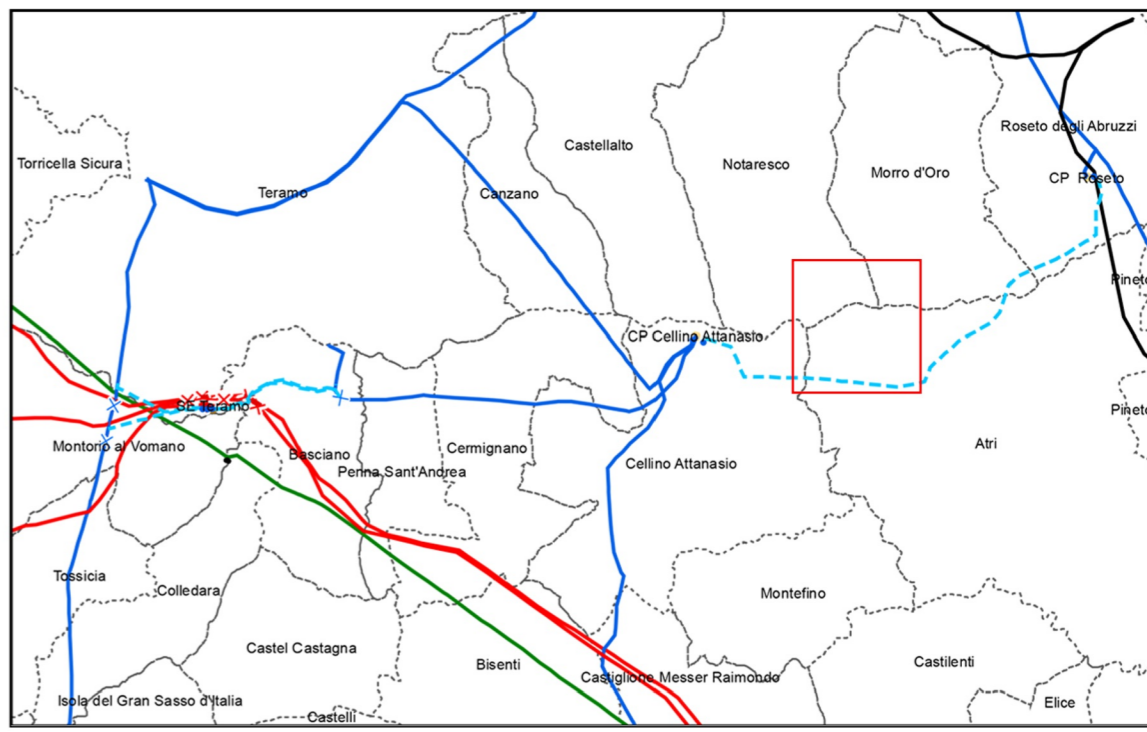 Roseto degli Abruzzi
Castellalto
Torricella Sicura
Notaresco
Morro d'Oro
CP Roseto
Teramo
Canzano
Pineto
CP Cellino Attanasio
SE Teramo
Pineto
Montorio al Vomano
Basciano
Cermignano
Atri
Penna Sant'Andrea
Cellino Attanasio
Tossicia
Colledara
Montefino
Castel Castagna
Bisenti
Castilenti
Castiglione Messer Raimondo
Isola del Gran Sasso d'Italia
Elice
Castelli